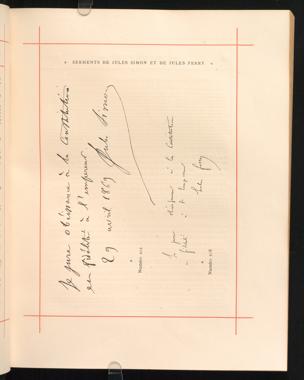 SERMENTS DE JULES SIMON ET DE JULES FERRY
Je jure obéissance à la Constitution
et fidélité à l'empereur
29 avril 1869
Jules Simon
Je jure obéissance à la Constitution
et fidélité à l'Empereur
Jules Ferry